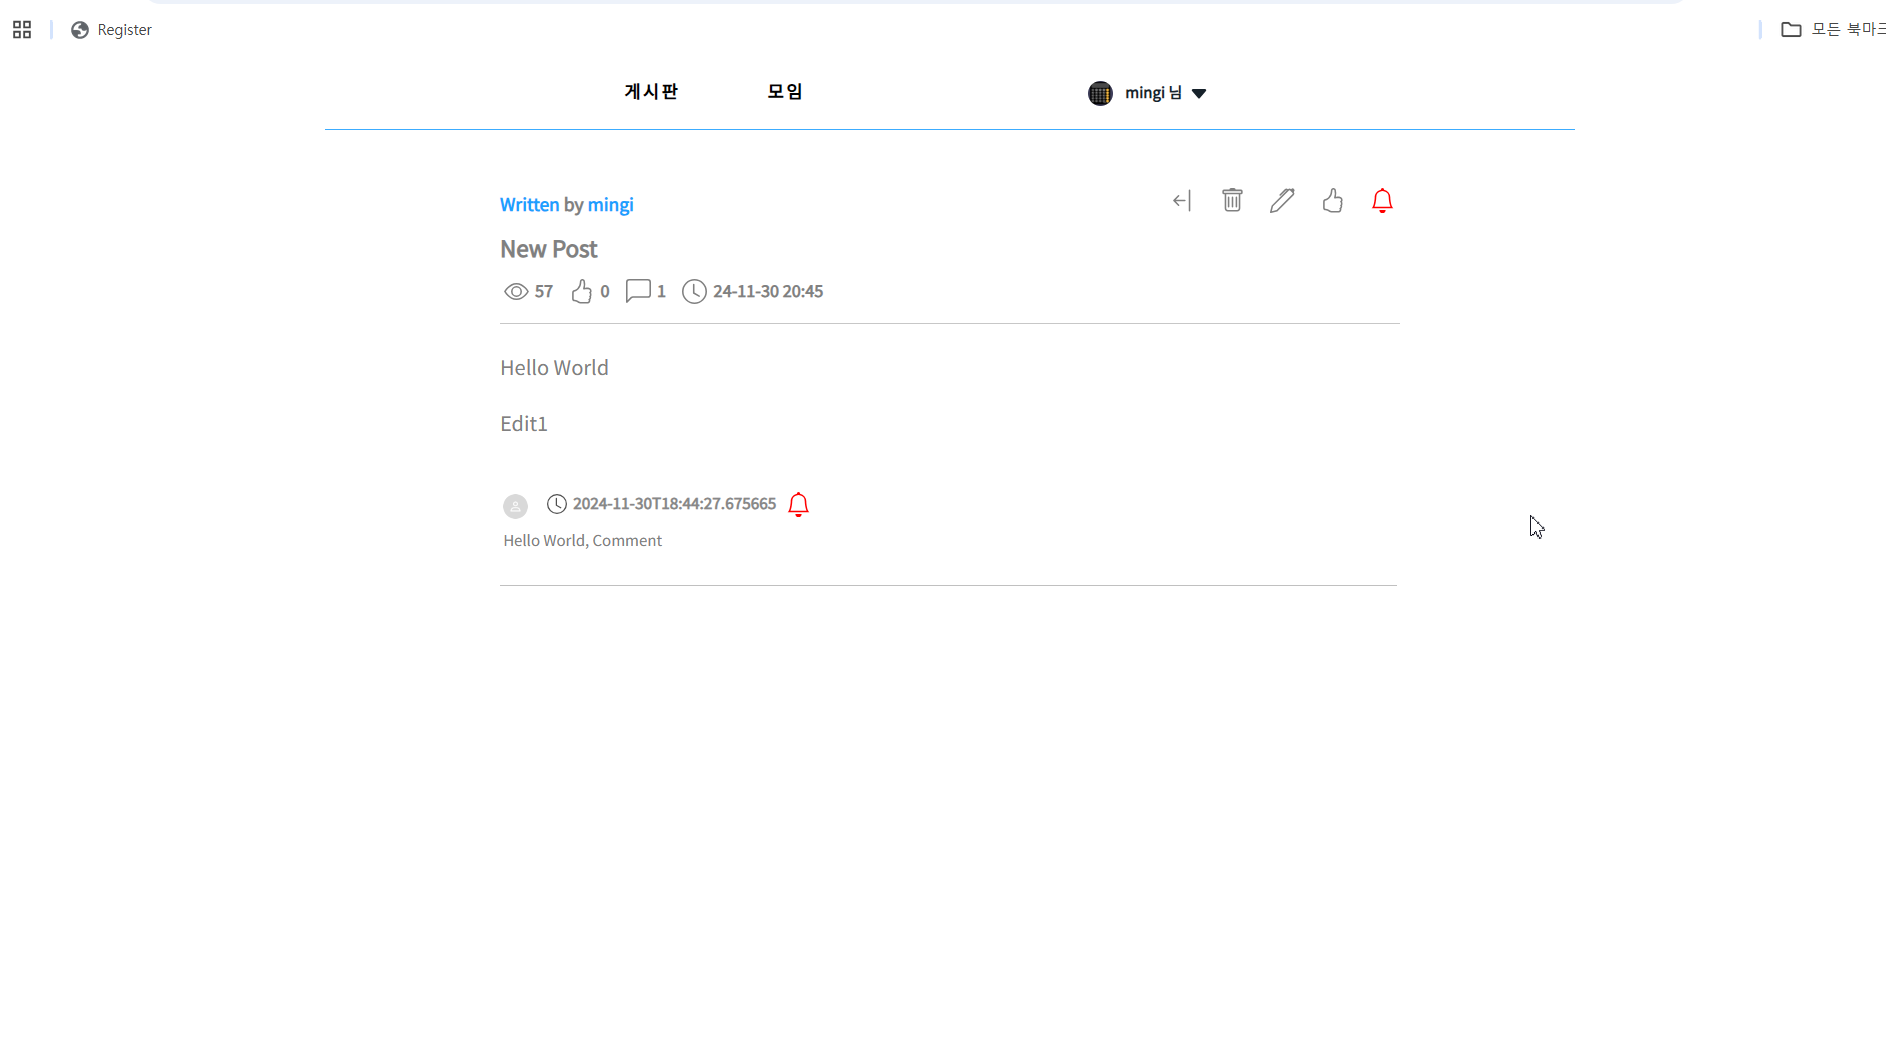 Register
모든 북마크
게시판 모임 mingi 님
Written by mingi
New Post
57 0 1 24-11-30 20:45
Hello World
Edit1
2024-11-30T18:44:27.675665
Hello World, Comment